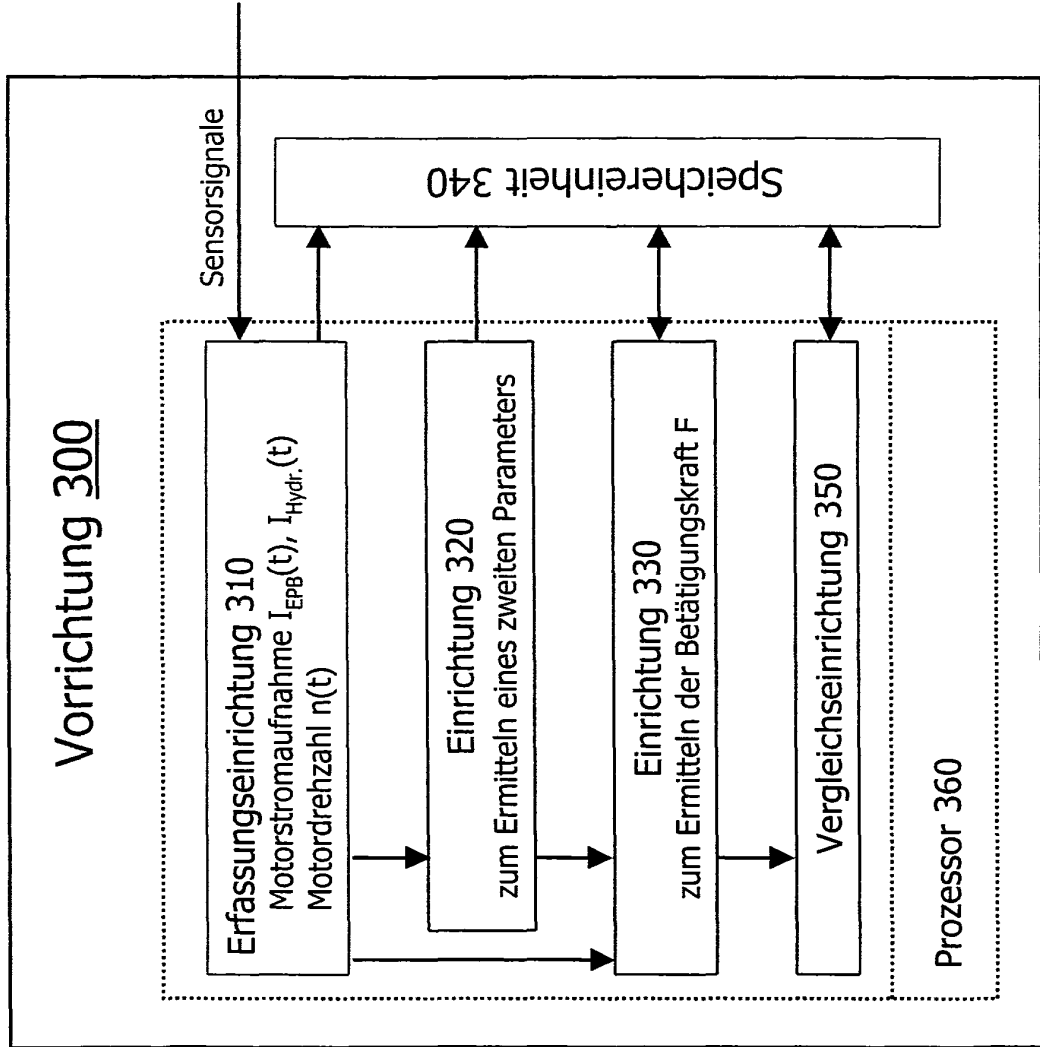 Vorrichtung 300
Sensorsignale
Erfassungseinrichtung 310
Motorstromaufnahme I_EPB(t), I_Hydr.(t)
Motordrehzahl n(t)
Einrichtung 320
zum Ermitteln eines zweiten Parameters
Einrichtung 330
zum Ermitteln der Betätigungskraft F
Vergleichseinrichtung 350
Speichereinheit 340
Prozessor 360